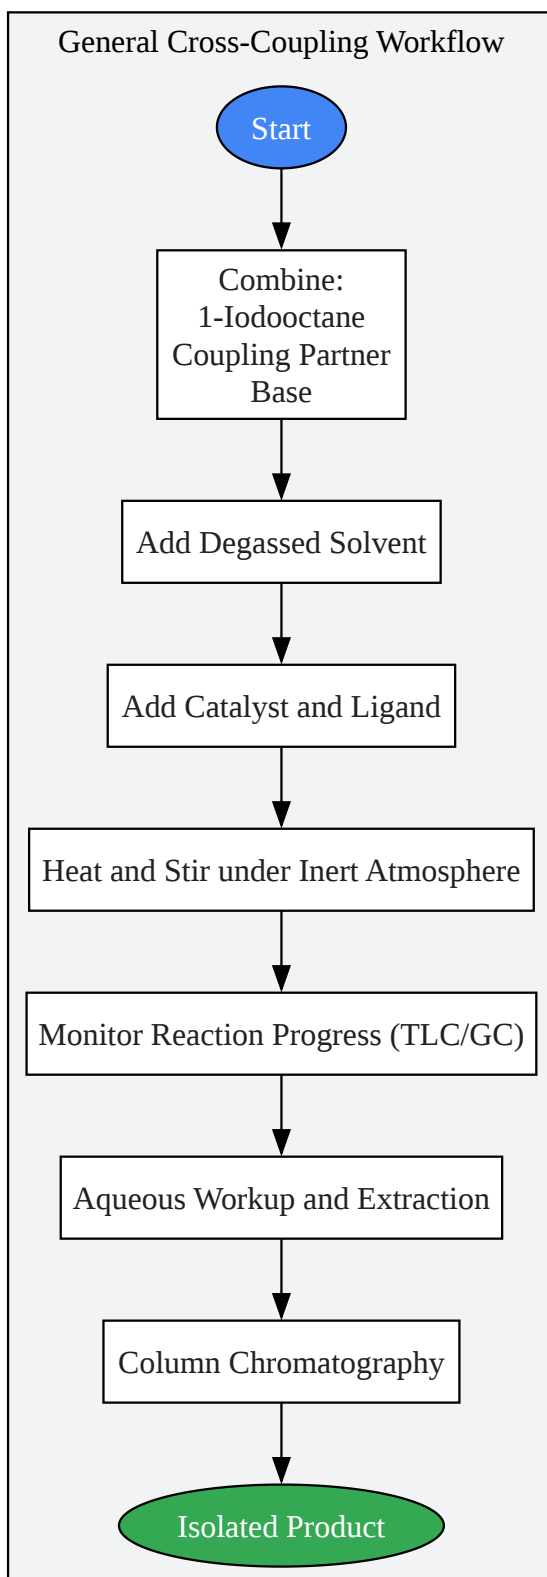 General Cross-Coupling Workflow
Start
Combine:
1-Iodooctane
Coupling Partner
Base
Add Degassed Solvent
Add Catalyst and Ligand
Heat and Stir under Inert Atmosphere
Monitor Reaction Progress (TLC/GC)
Aqueous Workup and Extraction
Column Chromatography
Isolated Product